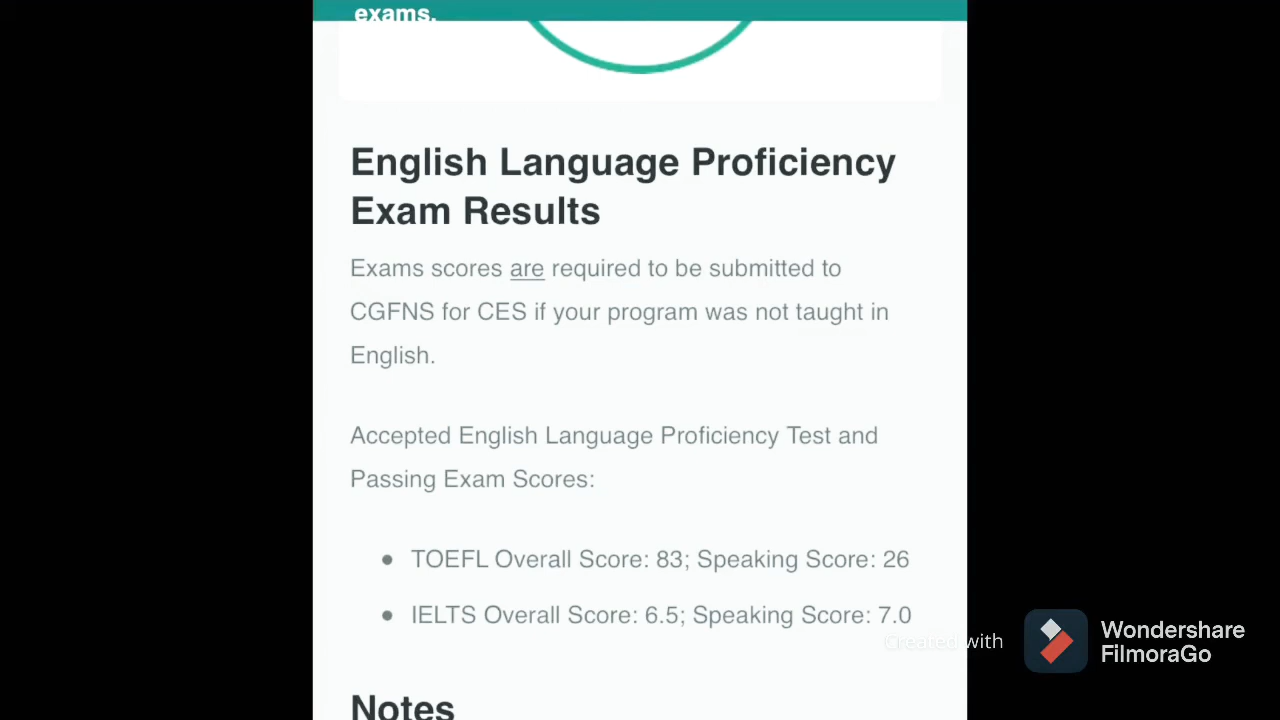 exams.
English Language Proficiency
Exam Results
Exams scores are required to be submitted to
CGFNS for CES if your program was not taught in
English.
Accepted English Language Proficiency Test and
Passing Exam Scores:
• TOEFL Overall Score: 83; Speaking Score: 26
• IELTS Overall Score: 6.5; Speaking Score: 7.0
Created with
Wondershare
FilmoraGo
Notes